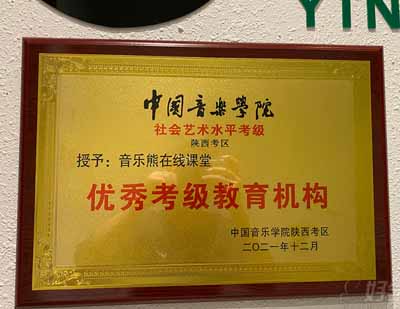 YIN
中国音乐学院
社会艺术水平考级
陕西考区
授予：音乐熊在线课堂
优秀考级教育机构
中国音乐学院陕西考区
二〇二一年十二月
好